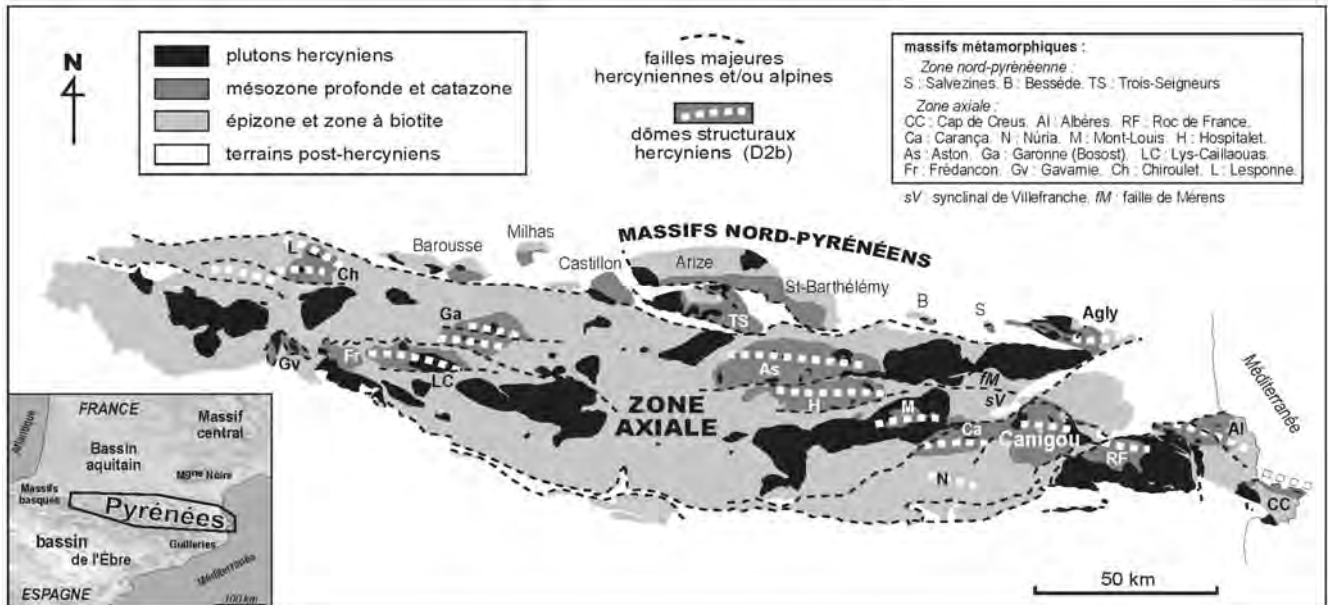 N
plutons hercyniens
mésozone profonde et catazone
épizone et zone à biotite
terrains post-hercyniens
failles majeures
hercyniennes et/ou alpines
dômes structuraux
hercyniens (D2b)
massifs métamorphiques :
Zone nord-pyrénéenne :
S : Salvezines. B : Bessède. TS : Trois-Seigneurs
Zone axiale :
CC : Cap de Creus. Al : Albères. RF : Roc de France.
Ca : Carança. N : Núria. M : Mont-Louis. H : Hospitalet.
As : Aston. Ga : Garonne (Bosost). LC : Lys-Caillaouas.
Fr : Frédancon. Gv : Gavarnie. Ch : Chiroulet. L : Lesponne.
sV : synclinal de Villefranche. fM : faille de Mérens
MASSIFS NORD-PYRÉNÉENS
Milhas
Barousse
Castillon
Arize
St-Barthélémy
L
Ch
TS
B
S
Agly
Ga
Gv
Fr
LC
As
H
fM
sV
M
Ca
Canigou
RF
N
Al
CC
Méditerranée
ZONE
AXIALE
FRANCE
Massif
central
Atlantique
Bassin
aquitain
Mgne Noire
Massifs
basques
Pyrénées
bassin
de l'Ébre
Guilleries
Méditerranée
ESPAGNE
100 km
50 km